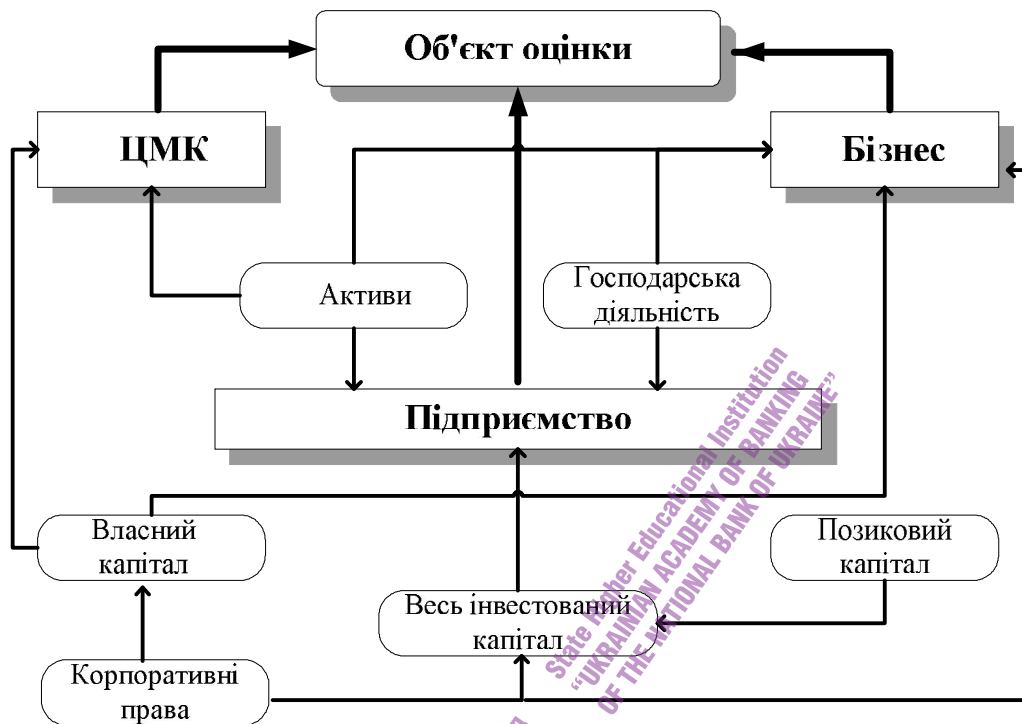 Об'єкт оцінки
ЦМК
Бізнес
Активи
Господарська
діяльність
Підприємство
Власний
капітал
Позиковий
капітал
Весь інвестований
капітал
Корпоративні
права
State Higher Educational Institution
“UKRAINIAN ACADEMY OF BANKING
OF THE NATIONAL BANK OF UKRAINE”